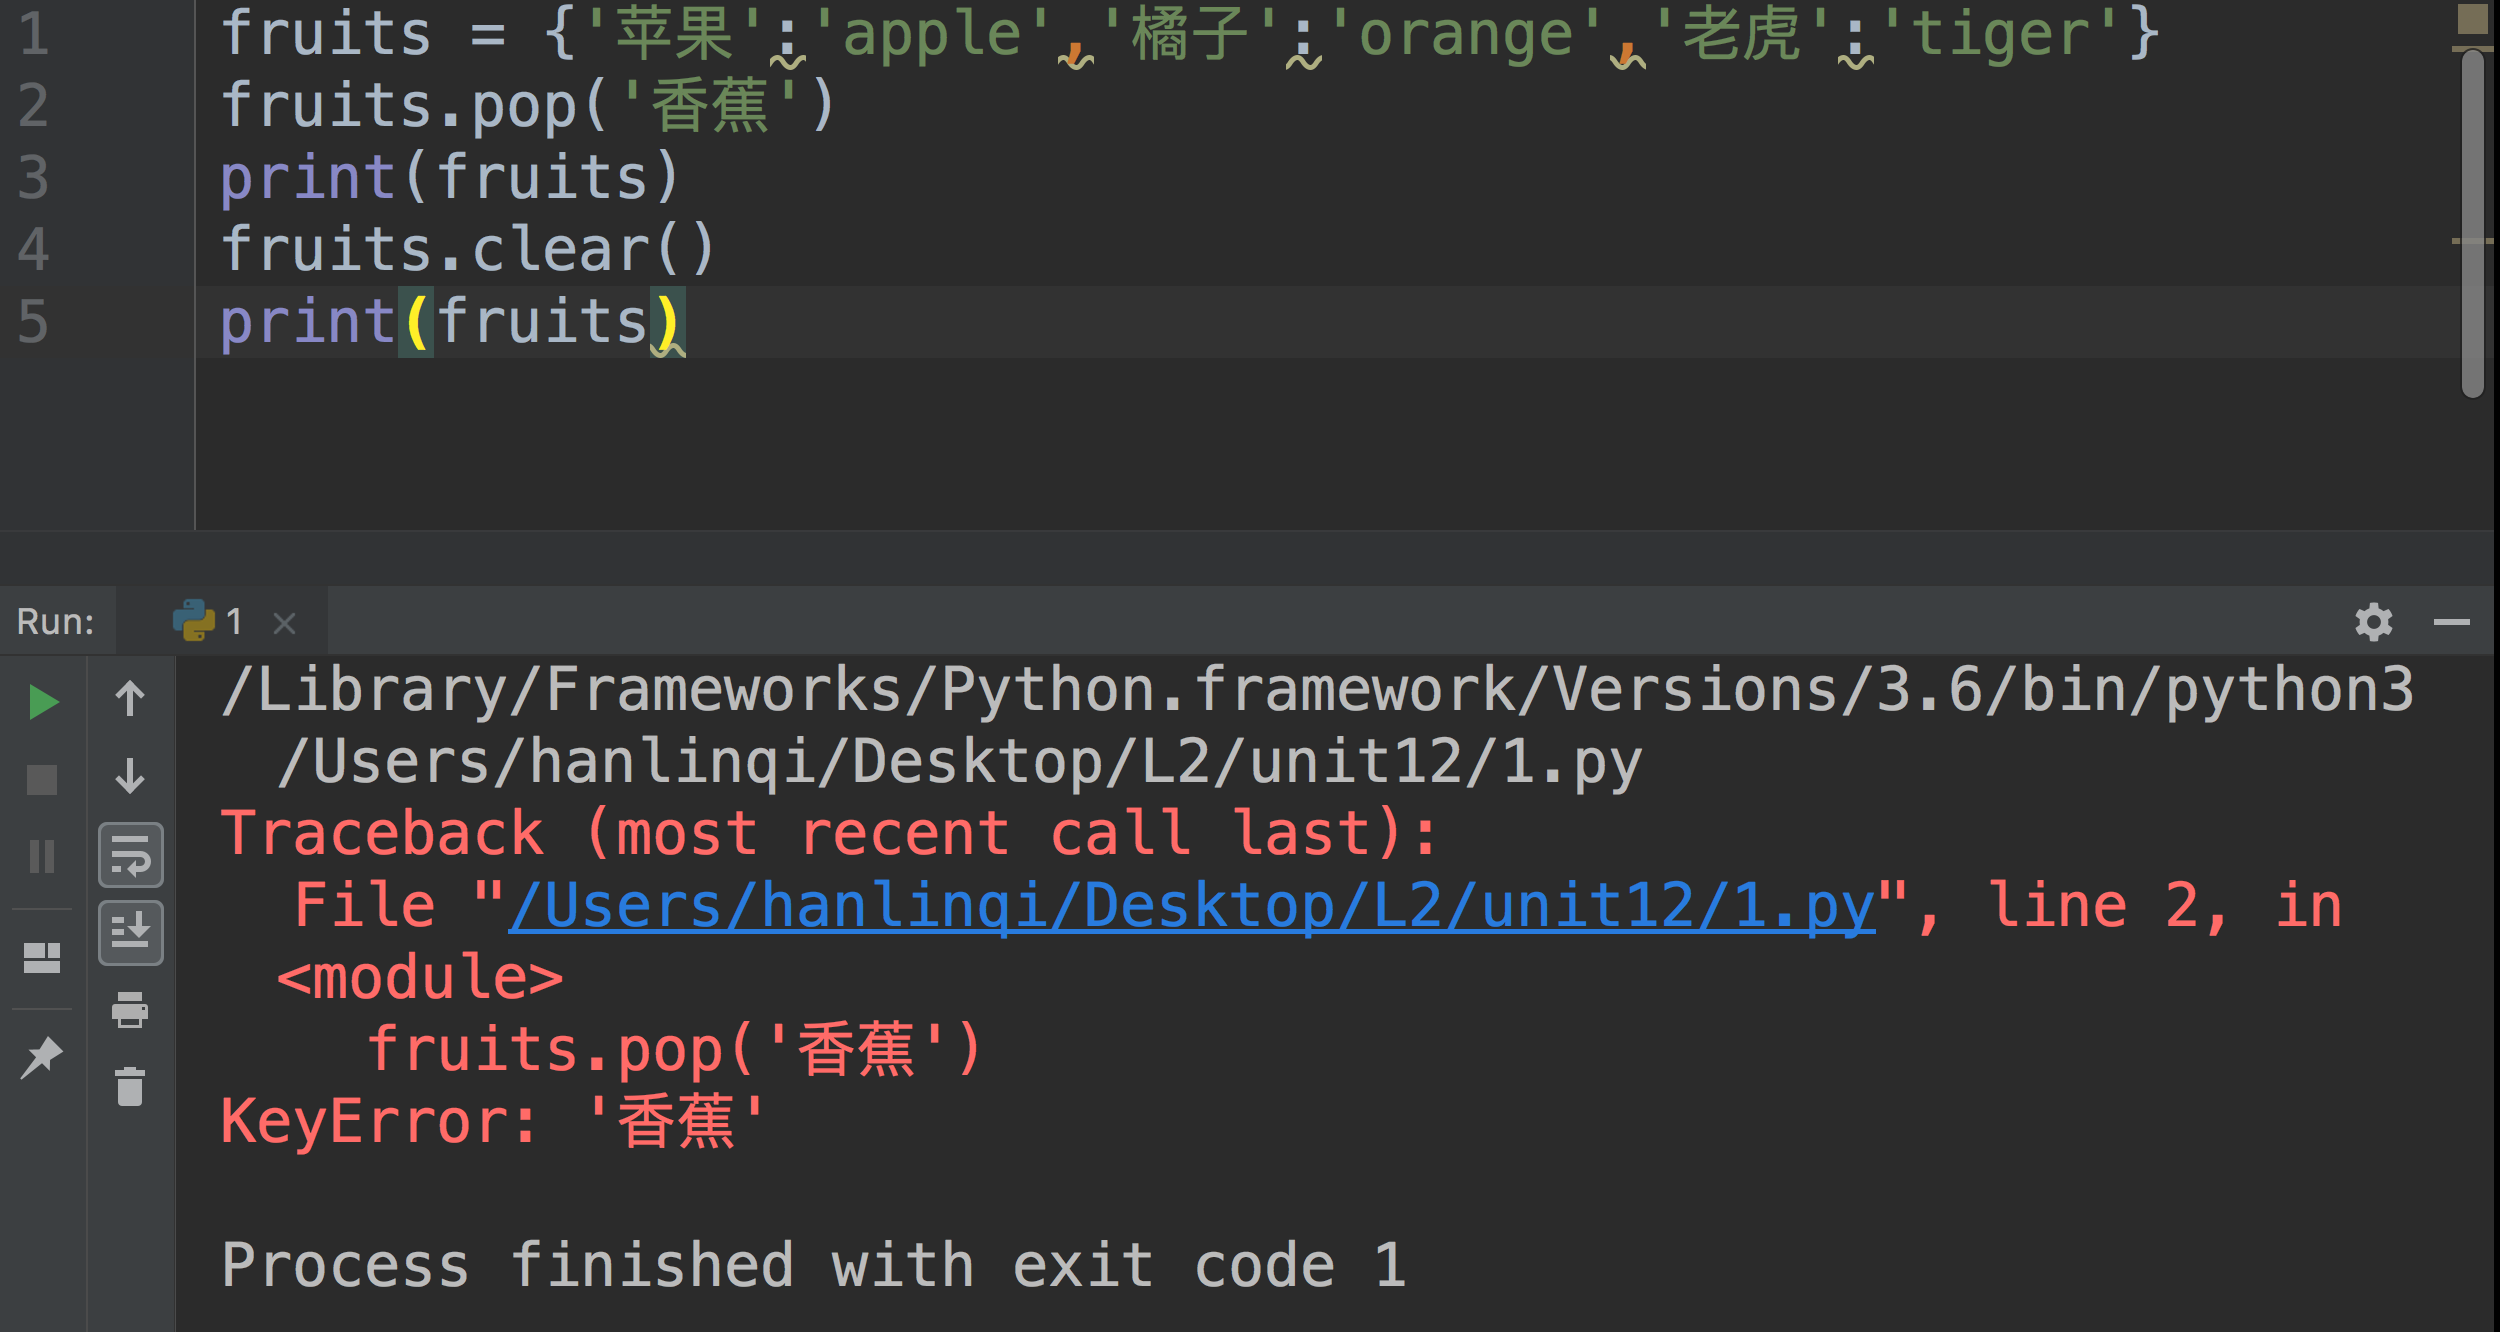 1 fruits = {'苹果':'apple','橘子':'orange','老虎':'tiger'}
2 fruits.pop('香蕉')
3 print(fruits)
4 fruits.clear()
5 print(fruits)
Run: 1
/Library/Frameworks/Python.framework/Versions/3.6/bin/python3
/Users/hanlinqi/Desktop/L2/unit12/1.py
Traceback (most recent call last):
File "/Users/hanlinqi/Desktop/L2/unit12/1.py", line 2, in
<module>
fruits.pop('香蕉')
KeyError: '香蕉'
Process finished with exit code 1